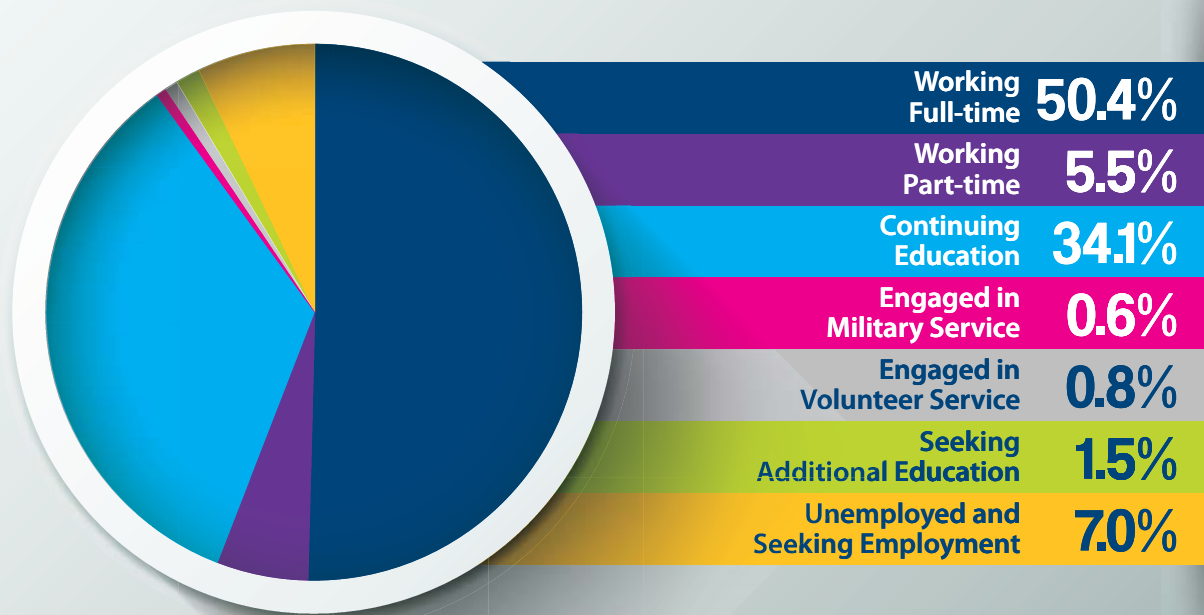 Working
Full-time 50.4%
Working
Part-time 5.5%
Continuing
Education 34.1%
Engaged in
Military Service 0.6%
Engaged in
Volunteer Service 0.8%
Seeking
Additional Education 1.5%
Unemployed and
Seeking Employment 7.0%